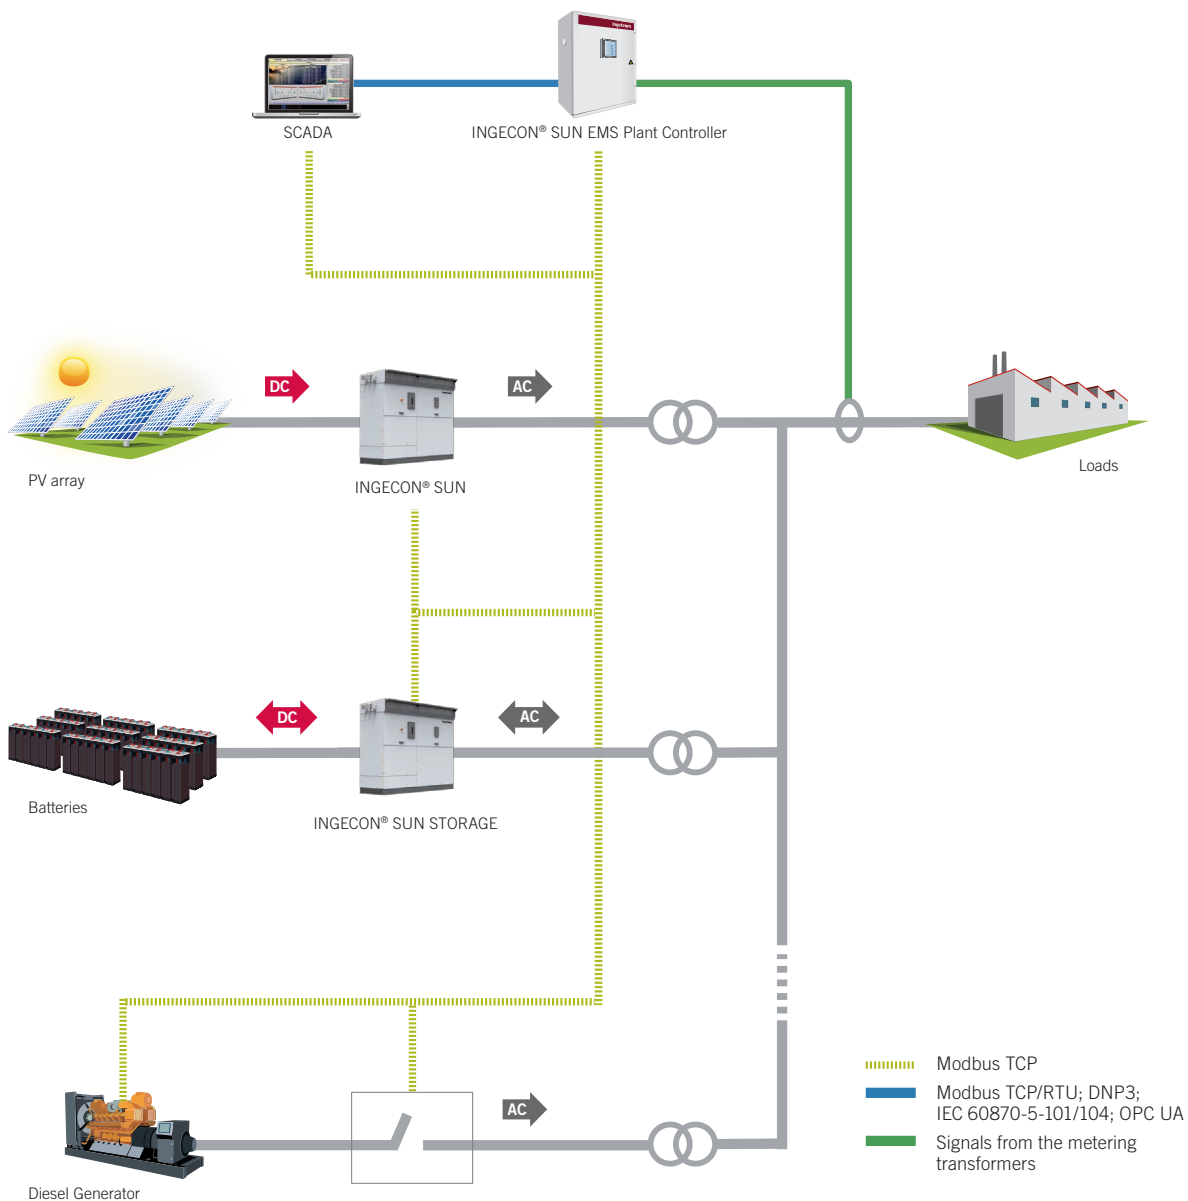 SCADA
INGECON® SUN EMS Plant Controller
DC
AC
PV array
INGECON® SUN
Loads
DC
AC
Batteries
INGECON® SUN STORAGE
AC
Diesel Generator
Modbus TCP
Modbus TCP/RTU; DNP3;
IEC 60870-5-101/104; OPC UA
Signals from the metering
transformers